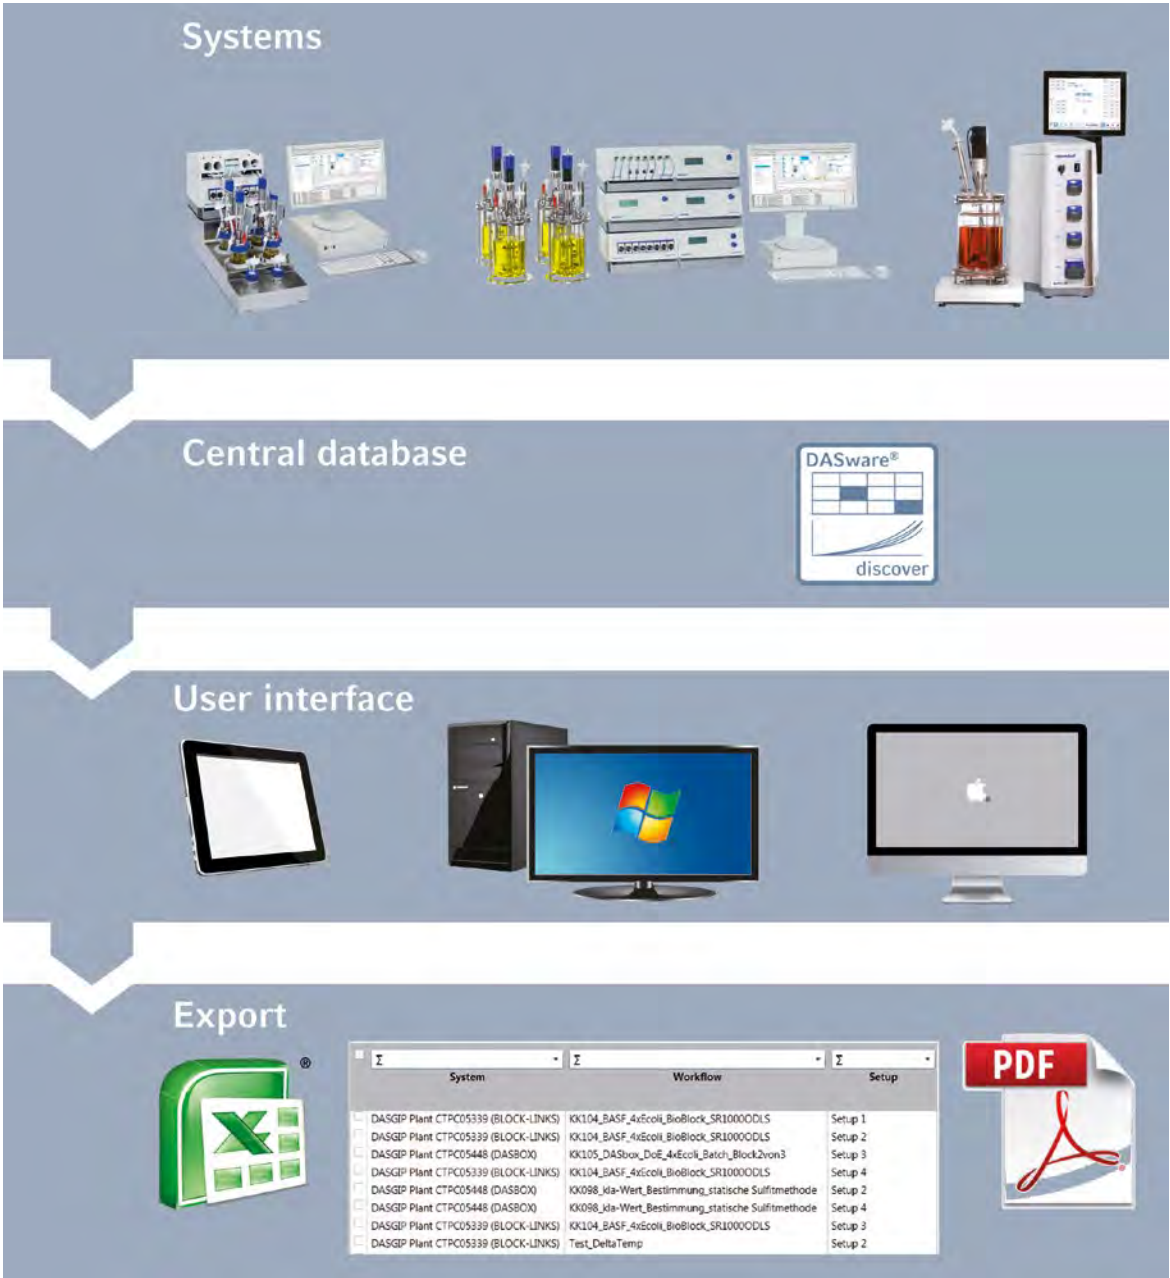 Systems
Central database
DASware®
discover
User interface
Export
®
Σ Σ Σ
System Workflow Setup
DASGIP Plant CTPC05339 (BLOCK-LINKS) KK104_BASF_4xEcoli_BioBlock_SR1000ODLS Setup 1
DASGIP Plant CTPC05339 (BLOCK-LINKS) KK104_BASF_4xEcoli_BioBlock_SR1000ODLS Setup 2
DASGIP Plant CTPC05448 (DASBOX) KK105_DASbox_DoE_4xEcoli_Batch_Block2von3 Setup 3
DASGIP Plant CTPC05339 (BLOCK-LINKS) KK104_BASF_4xEcoli_BioBlock_SR1000ODLS Setup 4
DASGIP Plant CTPC05448 (DASBOX) KK098_kla-Wert_Bestimmung_statische Sulfitmethode Setup 2
DASGIP Plant CTPC05448 (DASBOX) KK098_kla-Wert_Bestimmung_statische Sulfitmethode Setup 4
DASGIP Plant CTPC05339 (BLOCK-LINKS) KK104_BASF_4xEcoli_BioBlock_SR1000ODLS Setup 3
DASGIP Plant CTPC05339 (BLOCK-LINKS) Test_DeltaTemp Setup 2
PDF